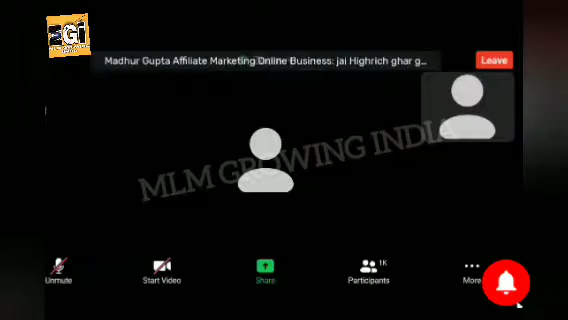 Madhur Gupta Affiliate Marketing Online Business: jai Highrich ghar g...
Leave
MLM GROWING INDIA
Unmute
Start Video
Share
Participants
1K
More